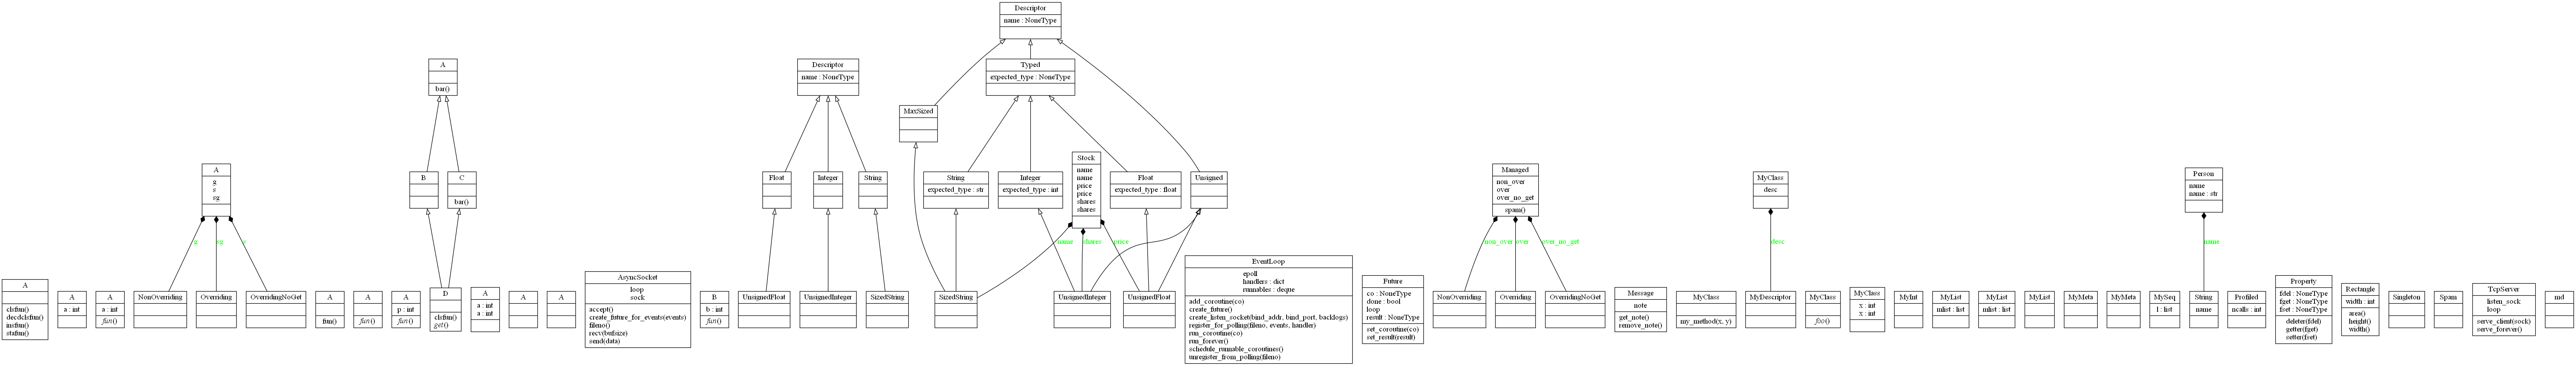 Descriptor
name : NoneType
A
bar()
Descriptor
name : NoneType
Typed
expected_type : NoneType
MaxSized
A
g
s
sg
B
C
bar()
Float
Integer
String
String
expected_type : str
Integer
expected_type : int
Stock
name
name
price
price
shares
shares
Float
expected_type : float
Unsigned
Managed
non_over
over
over_no_get
spam()
MyClass
desc
Person
name
name : str
g
sg
s
name
shares
price
non_over
over
over_no_get
desc
name
A
clsfun()
decdclsfun()
insfun()
stafun()
A
a : int
A
a : int
fun()
NonOverriding
Overriding
OverridingNoGet
A
fun()
A
fun()
A
p : int
fun()
D
clsfun()
get()
A
a : int
a : int
A
A
AsyncSocket
loop
sock
accept()
create_future_for_events(events)
fileno()
recv(bufsize)
send(data)
B
b : int
fun()
UnsignedFloat
UnsignedInteger
SizedString
SizedString
UnsignedInteger
UnsignedFloat
EventLoop
epoll
handlers : dict
runnables : deque
add_coroutine(co)
create_future()
create_listen_socket(bind_addr, bind_port, backlogs)
register_for_polling(fileno, events, handler)
run_coroutine(co)
run_forever()
schedule_runnable_coroutines()
unregister_from_polling(fileno)
Future
co : NoneType
done : bool
loop
result : NoneType
set_coroutine(co)
set_result(result)
NonOverriding
Overriding
OverridingNoGet
Message
note
get_note()
remove_note()
MyClass
my_method(x, y)
MyDescriptor
MyClass
foo()
MyClass
x : int
x : int
MyInt
MyList
mlist : list
MyList
mlist : list
MyList
MyMeta
MyMeta
MySeq
l : list
String
name
Profiled
ncalls : int
Property
fdel : NoneType
fget : NoneType
fset : NoneType
deleter(fdel)
getter(fget)
setter(fset)
Rectangle
width : int
area()
height()
width()
Singleton
Spam
TcpServer
listen_sock
loop
serve_client(sock)
serve_forever()